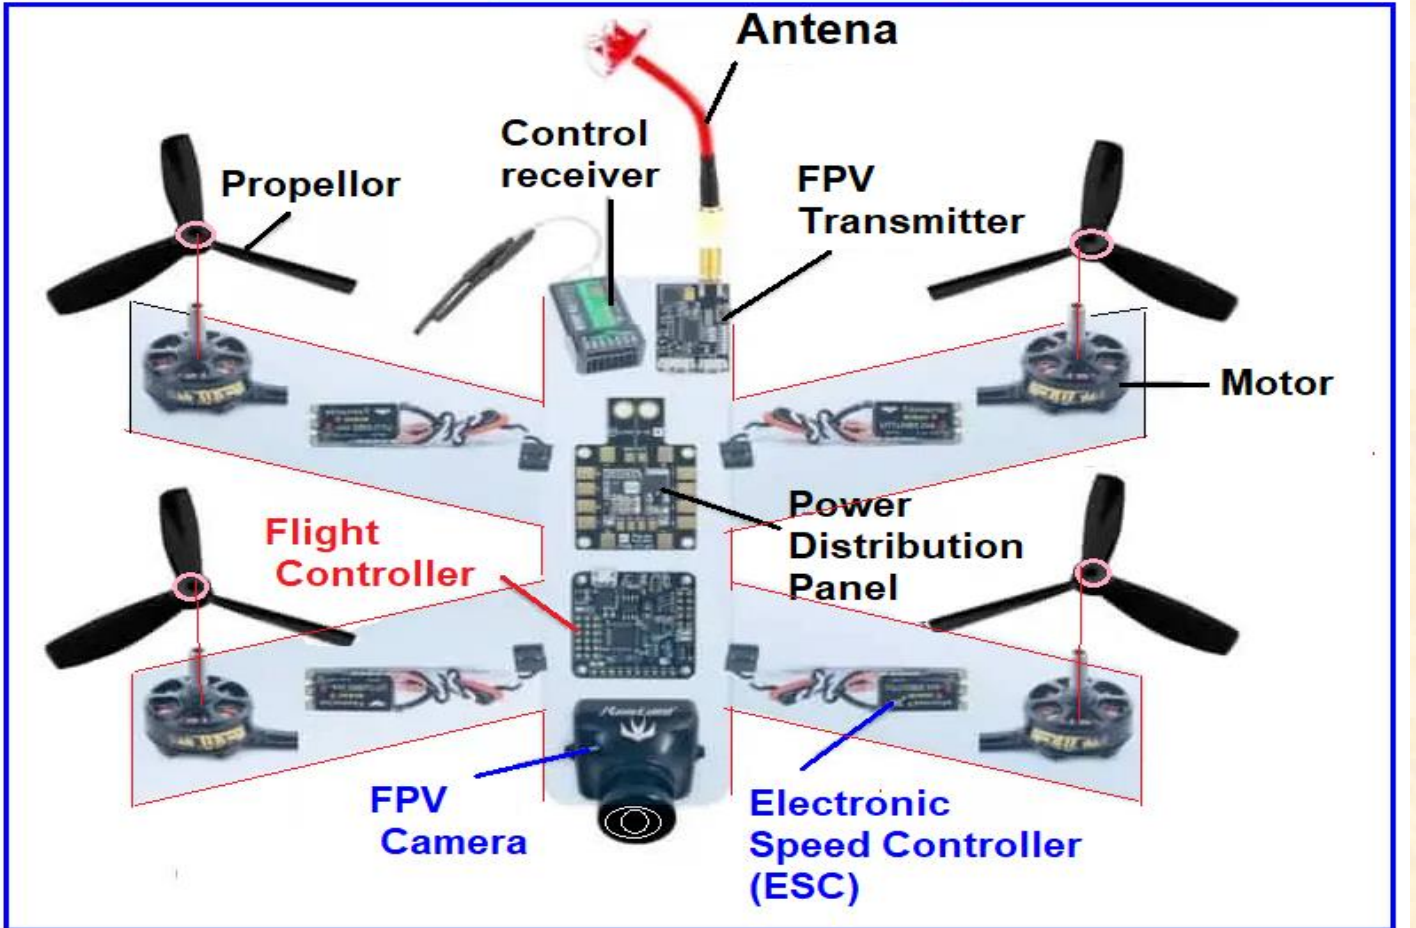 Antena
Control
receiver
FPV
Transmitter
Propellor
Motor
Power
Distribution
Panel
Flight
Controller
FPV
Camera
Electronic
Speed Controller
(ESC)